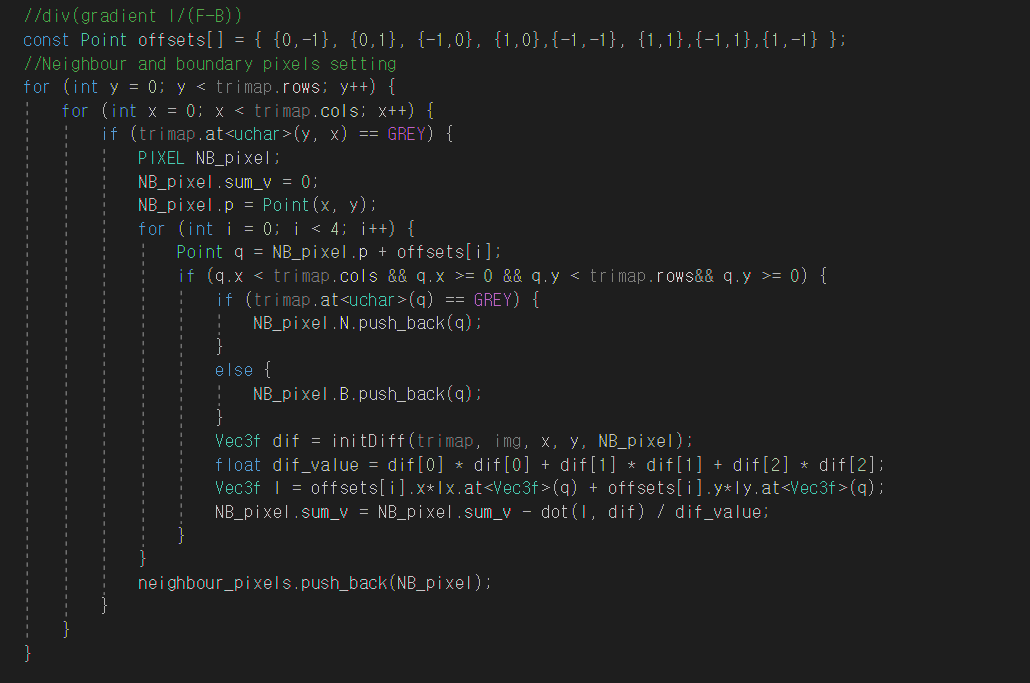 //div(gradient I/(F-B))
const Point offsets[] = { {0,-1}, {0,1}, {-1,0}, {1,0},{-1,-1}, {1,1},{-1,1},{1,-1} };
//Neighbour and boundary pixels setting
for (int y = 0; y < trimap.rows; y++) {
for (int x = 0; x < trimap.cols; x++) {
if (trimap.at<uchar>(y, x) == GREY) {
PIXEL NB_pixel;
NB_pixel.sum_v = 0;
NB_pixel.p = Point(x, y);
for (int i = 0; i < 4; i++) {
Point q = NB_pixel.p + offsets[i];
if (q.x < trimap.cols && q.x >= 0 && q.y < trimap.rows&& q.y >= 0) {
if (trimap.at<uchar>(q) == GREY) {
NB_pixel.N.push_back(q);
}
else {
NB_pixel.B.push_back(q);
}
Vec3f dif = initDiff(trimap, img, x, y, NB_pixel);
float dif_value = dif[0] * dif[0] + dif[1] * dif[1] + dif[2] * dif[2];
Vec3f I = offsets[i].x*Ix.at<Vec3f>(q) + offsets[i].y*Iy.at<Vec3f>(q);
NB_pixel.sum_v = NB_pixel.sum_v - dot(I, dif) / dif_value;
}
}
neighbour_pixels.push_back(NB_pixel);
}
}
}